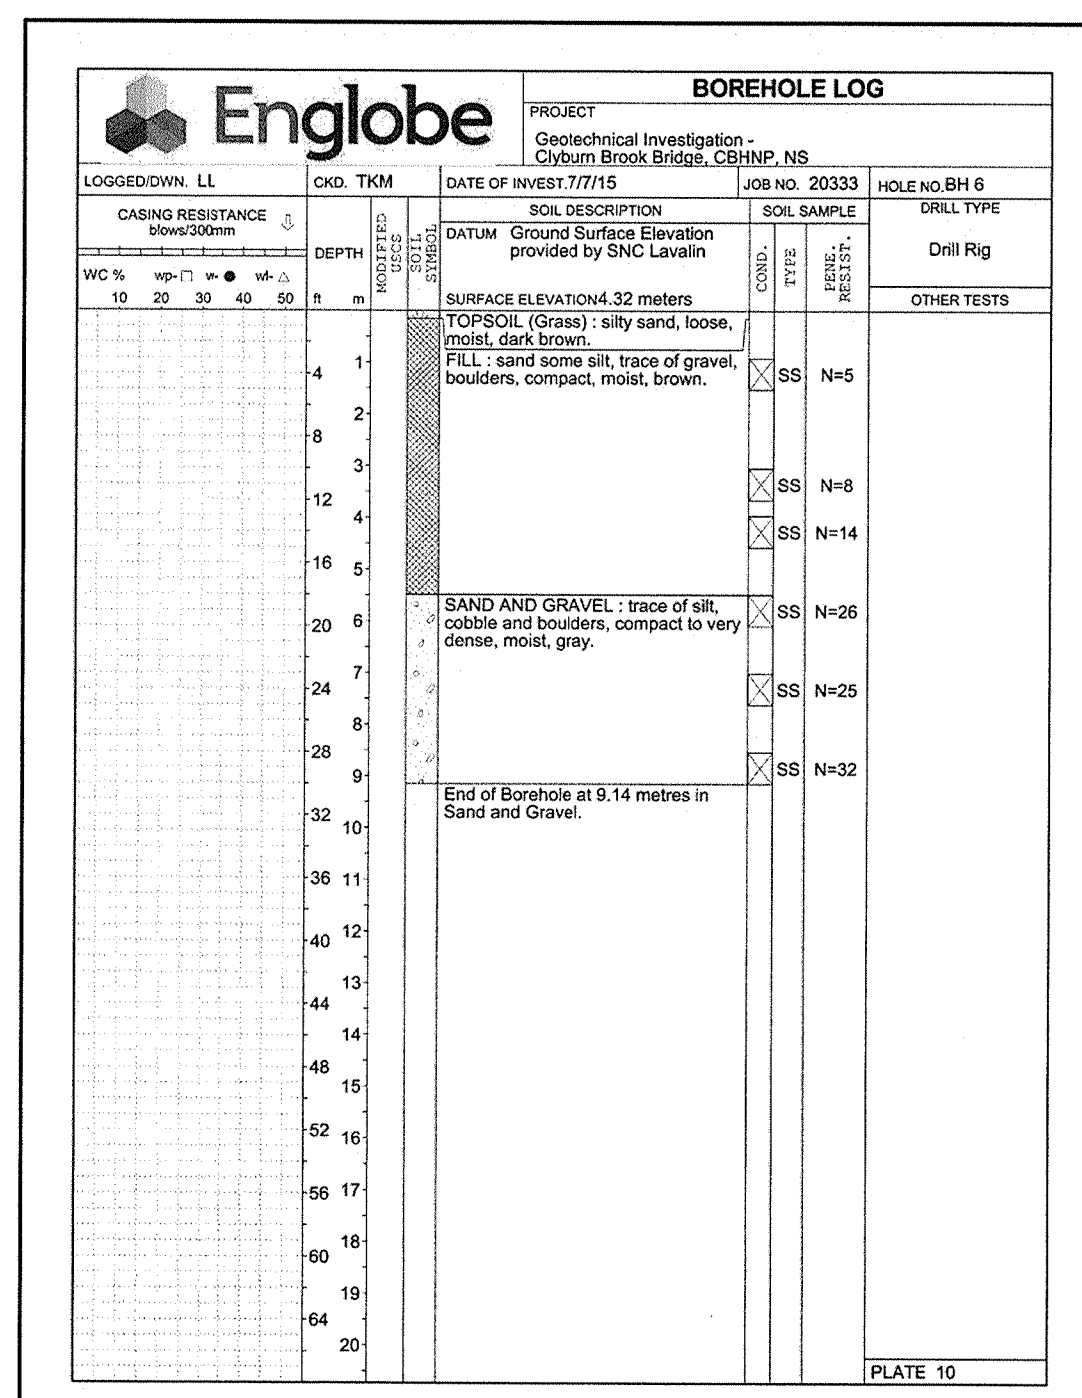 Englobe
BOREHOLE LOG
PROJECT
Geotechnical Investigation -
Clyburn Brook Bridge, CBHNP, NS
LOGGED/DWN. LL
CKD. TKM
DATE OF INVEST.7/7/15
JOB NO. 20333
HOLE NO.BH 6
CASING RESISTANCE
blows/300mm
WC % wp- w- wl-
10 20 30 40 50
DEPTH
ft m
MODIFIED
USCS
SOIL
SYMBOL
SOIL DESCRIPTION
DATUM Ground Surface Elevation
provided by SNC Lavalin
SURFACE ELEVATION4.32 meters
SOIL SAMPLE
COND.
TYPE
PENE.
RESIST.
DRILL TYPE
Drill Rig
OTHER TESTS
TOPSOIL (Grass) : silty sand, loose,
moist, dark brown.
FILL : sand some silt, trace of gravel,
boulders, compact, moist, brown.
SS N=5
SS N=8
SS N=14
SAND AND GRAVEL : trace of silt,
cobble and boulders, compact to very
dense, moist, gray.
SS N=26
SS N=25
SS N=32
End of Borehole at 9.14 metres in
Sand and Gravel.
1
4
2
8
3
12
4
16
5
20 6
7
24
8
28
9
32
10
36 11
12
40
13
44
14
48
15
52
16
56 17
18
60
19
64
20
PLATE 10